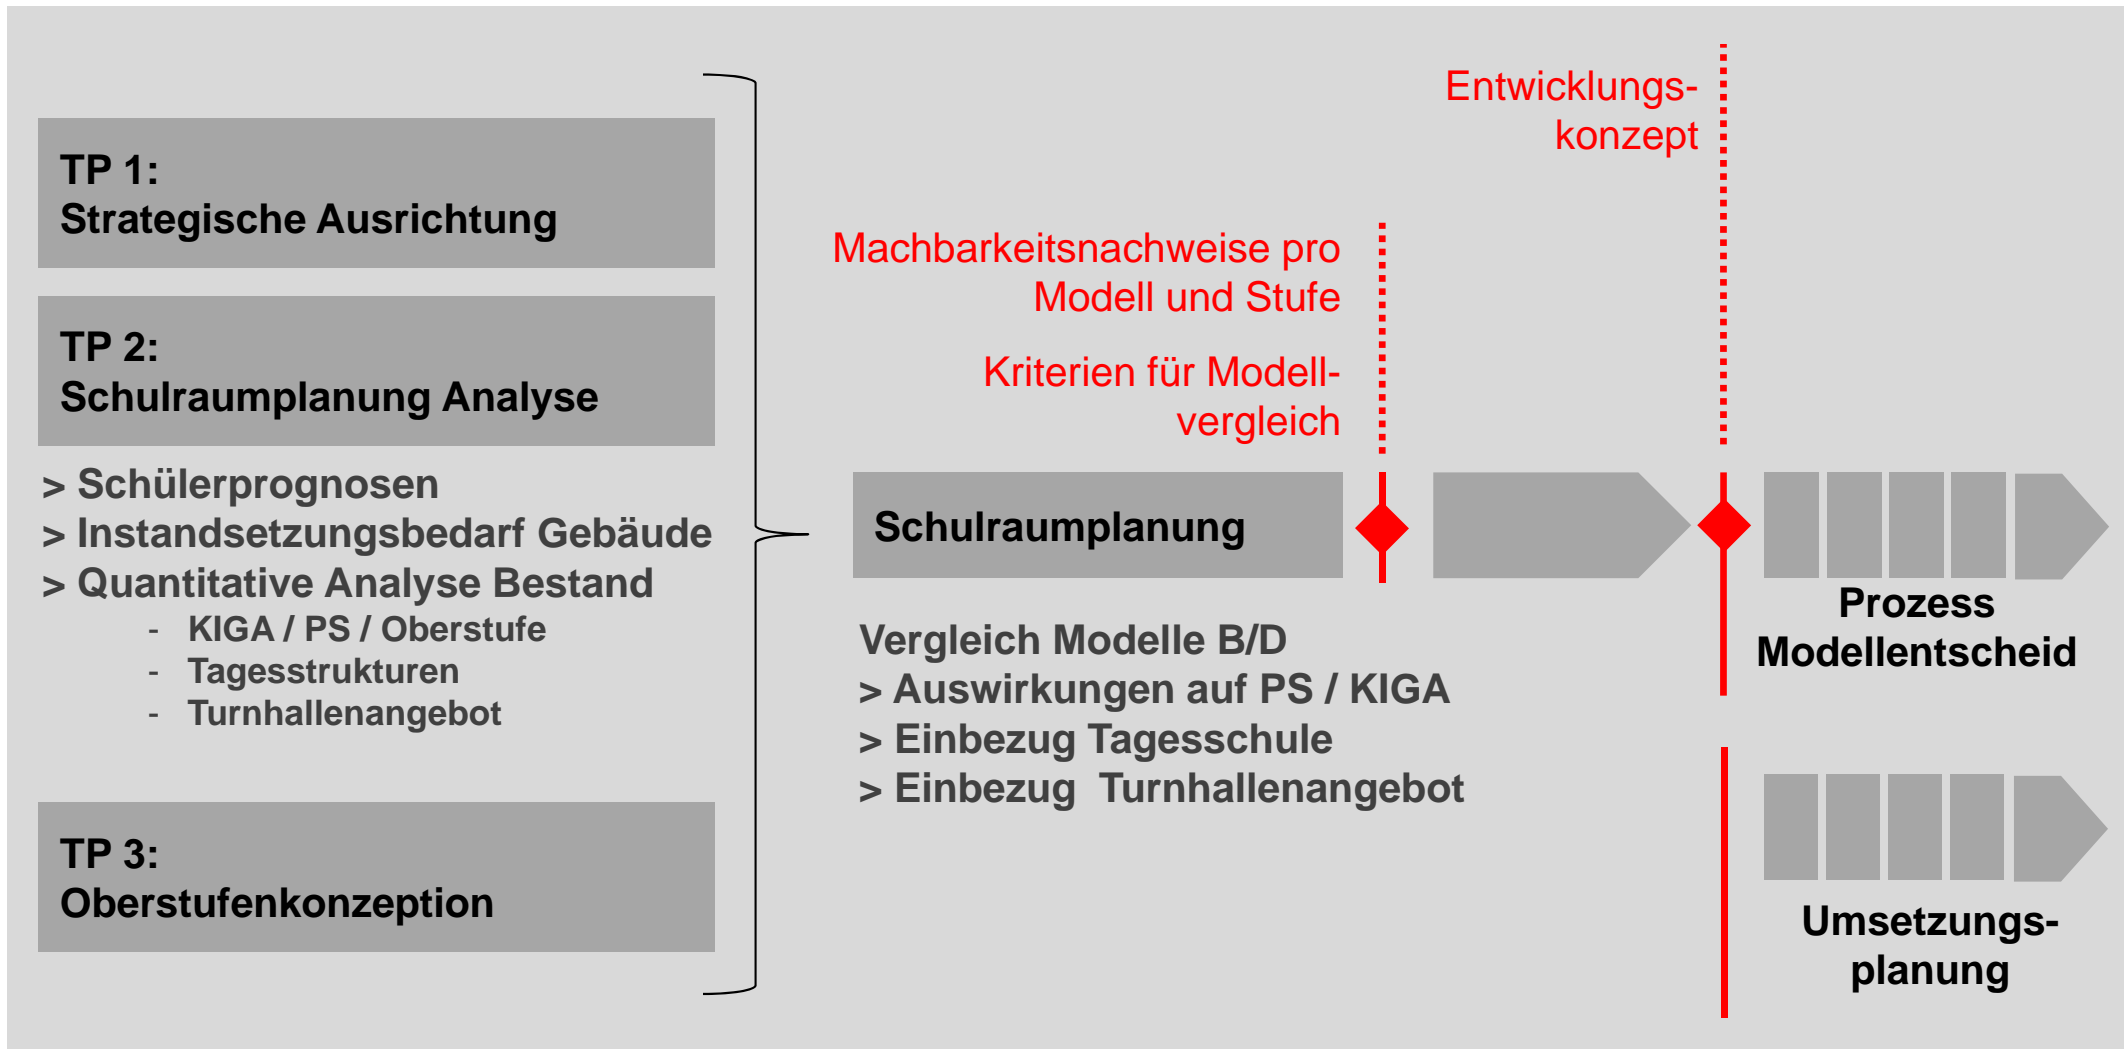 TP 1:
Strategische Ausrichtung
TP 2:
Schulraumplanung Analyse
> Schülerprognosen
> Instandsetzungsbedarf Gebäude
> Quantitative Analyse Bestand
- KIGA / PS / Oberstufe
- Tagesstrukturen
- Turnhallenangebot
TP 3:
Oberstufenkonzeption
Machbarkeitsnachweise pro
Modell und Stufe
Kriterien für Modell-
vergleich
Schulraumplanung
Vergleich Modelle B/D
> Auswirkungen auf PS / KIGA
> Einbezug Tagesschule
> Einbezug  Turnhallenangebot
Entwicklungs-
konzept
Prozess
Modellentscheid
Umsetzungs-
planung